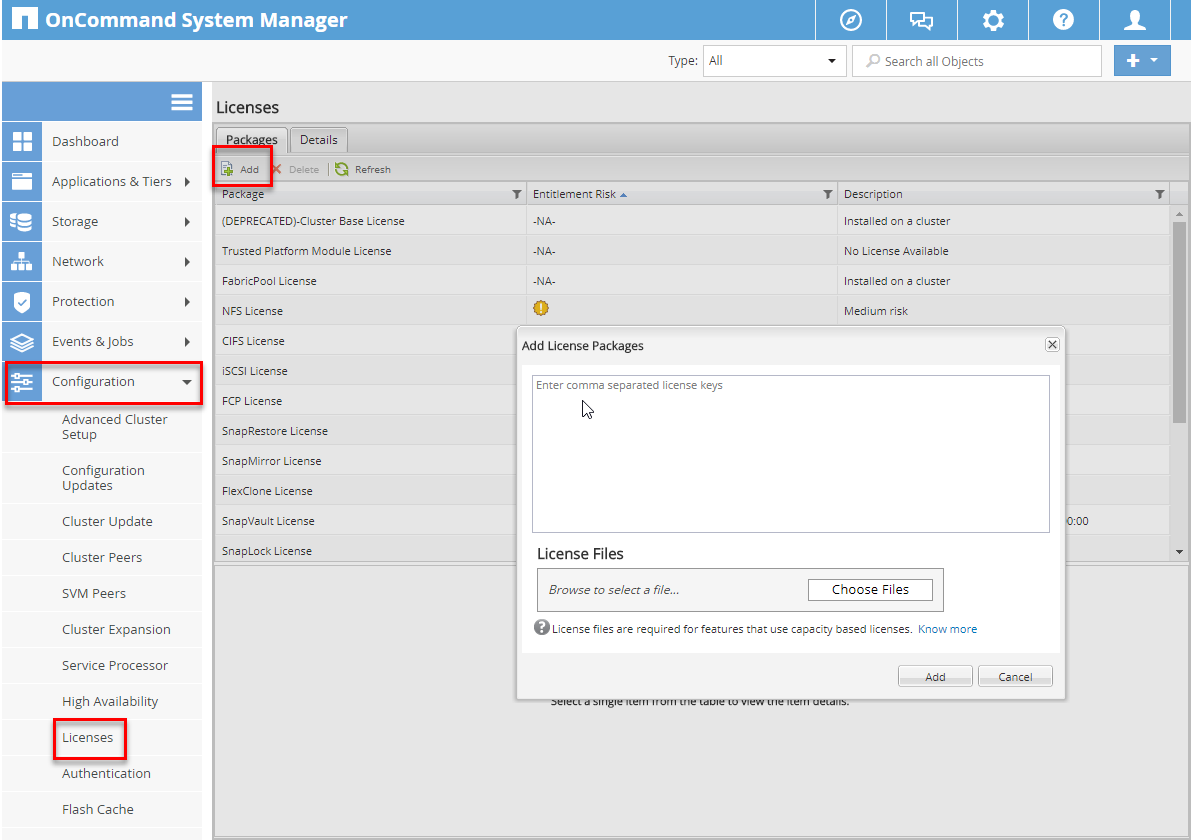 OnCommand System Manager
Type: All Search all Objects
Dashboard
Applications & Tiers
Storage
Network
Protection
Events & Jobs
Configuration
Advanced Cluster
Setup
Configuration
Updates
Cluster Update
Cluster Peers
SVM Peers
Cluster Expansion
Service Processor
High Availability
Licenses
Authentication
Flash Cache
Licenses
Packages Details
Add Delete Refresh
Package Entitlement Risk Description
(DEPRECATED)-Cluster Base License -NA- Installed on a cluster
Trusted Platform Module License -NA- No License Available
FabricPool License -NA- Installed on a cluster
NFS License Medium risk
CIFS License
iSCSI License
FCP License
SnapRestore License
SnapMirror License
FlexClone License
SnapVault License 0:00
SnapLock License
Add License Packages
Enter comma separated license keys
License Files
Browse to select a file... Choose Files
License files are required for features that use capacity based licenses. Know more
Add Cancel
Select a single item from the table to view the item details.